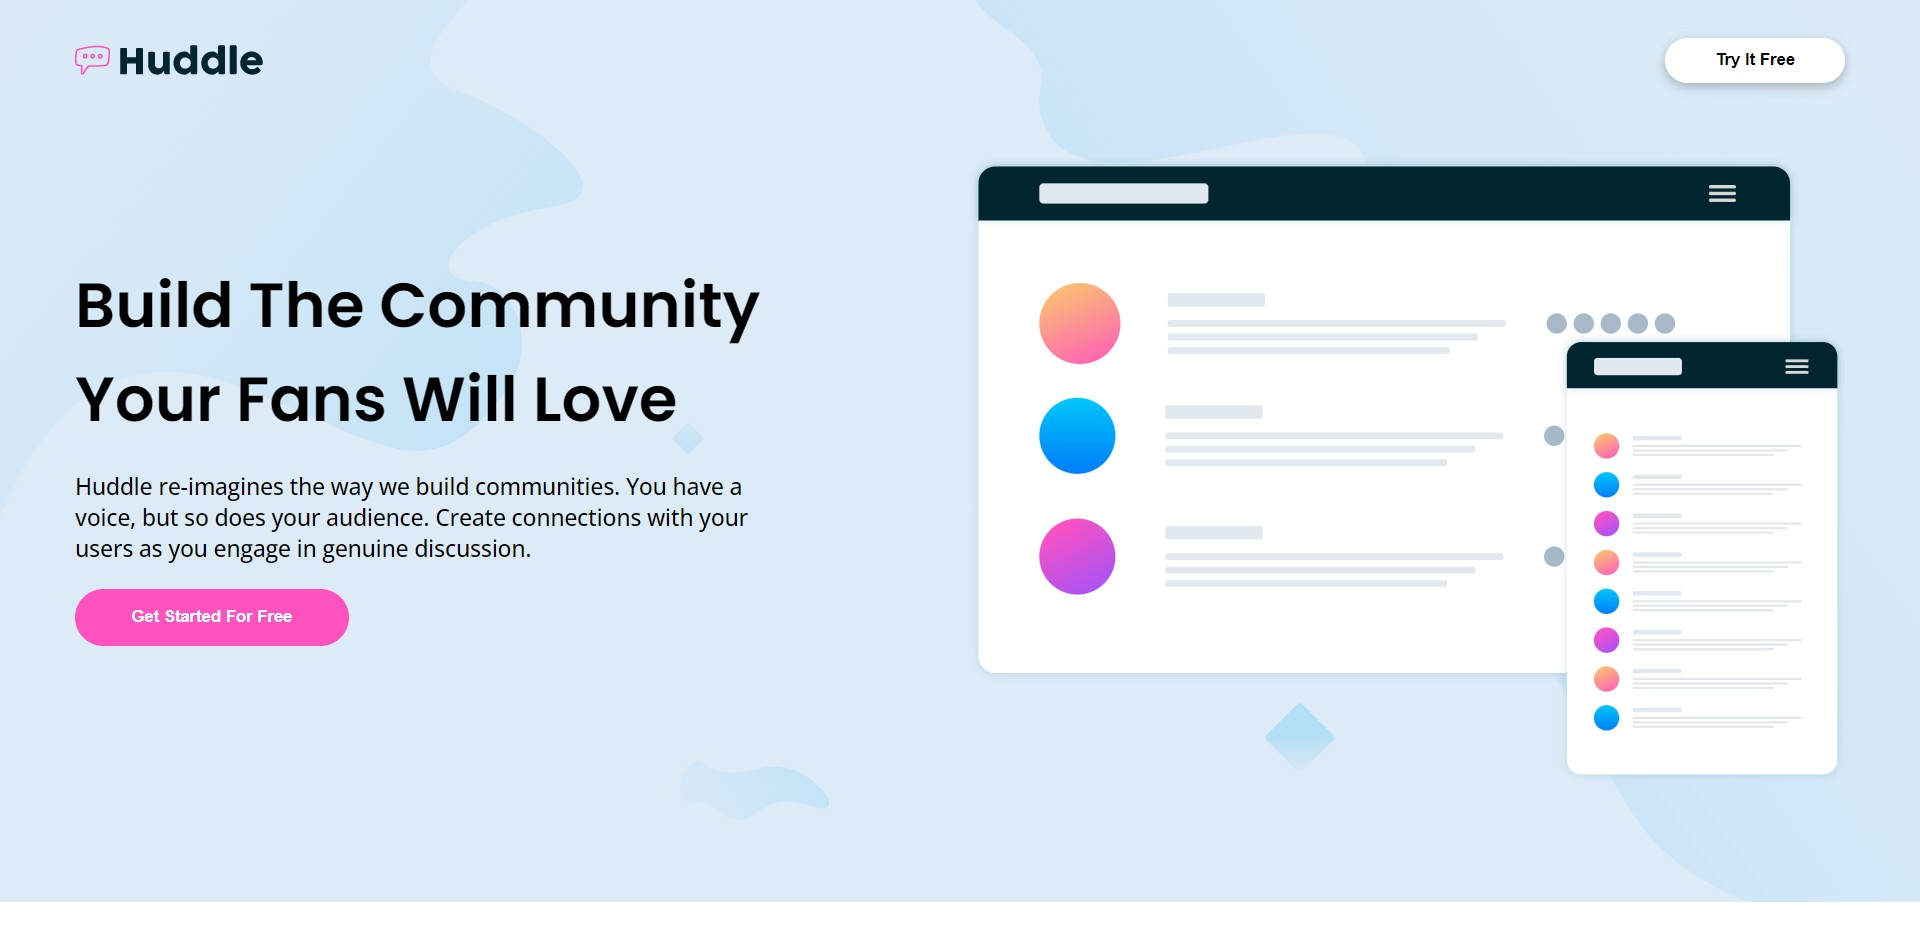 Huddle
Try It Free
Build The Community
Your Fans Will Love
Huddle re-imagines the way we build communities. You have a
voice, but so does your audience. Create connections with your
users as you engage in genuine discussion.
Get Started For Free